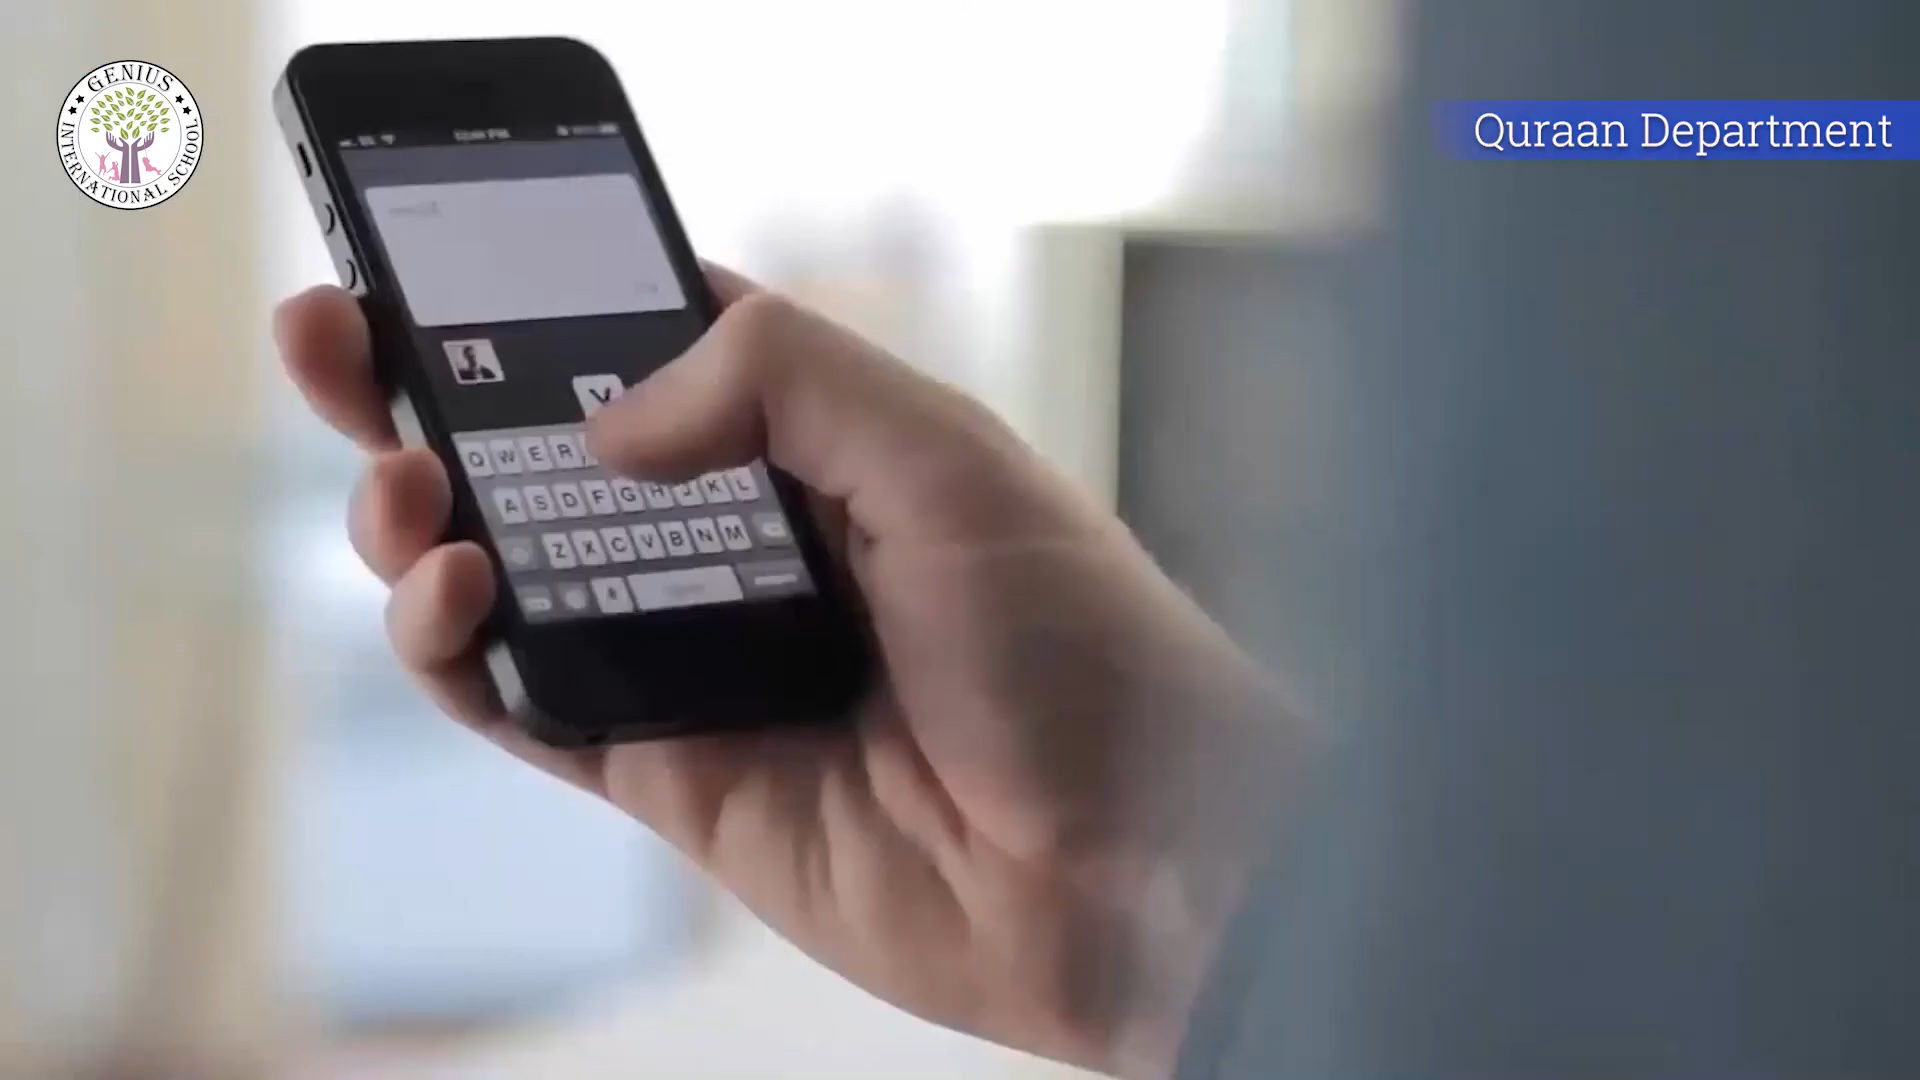 GENIUS
INTERNATIONAL SCHOOL
Quraan Department
Y
Q W E R
A S D F G H J K L
Z X C V B N M